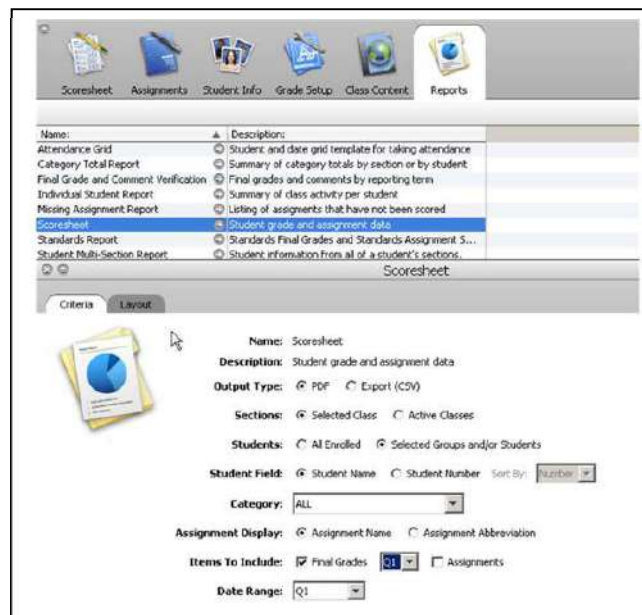 Scoresheet Assignments Student Info Grade Setup Class Content Reports
Name: Description:
Attendance Grid Student and date grid template for taking attendance
Category Total Report Summary of category totals by section or by student
Final Grade and Comment Verification Final grades and comments by reporting term
Individual Student Report Summary of class activity per student
Missing Assignment Report Listing of assigments that have not been scored
Scoresheet Student grade and assignment data
Standards Report Standards Final Grades and Standards Assignment S...
Student Multi-Section Report Student information from all of a student's sections.
Scoresheet
Criteria Layout
Name: Scoresheet
Description: Student grade and assignment data
Output Type: PDF Export (CSV)
Sections: Selected Class Active Classes
Students: All Enrolled Selected Groups and/or Students
Student Field: Student Name Student Number Sort By: Number
Category: ALL
Assignment Display: Assignment Name Assignment Abbreviation
Items To Include: Final Grades Q1 Assignments
Date Range: Q1